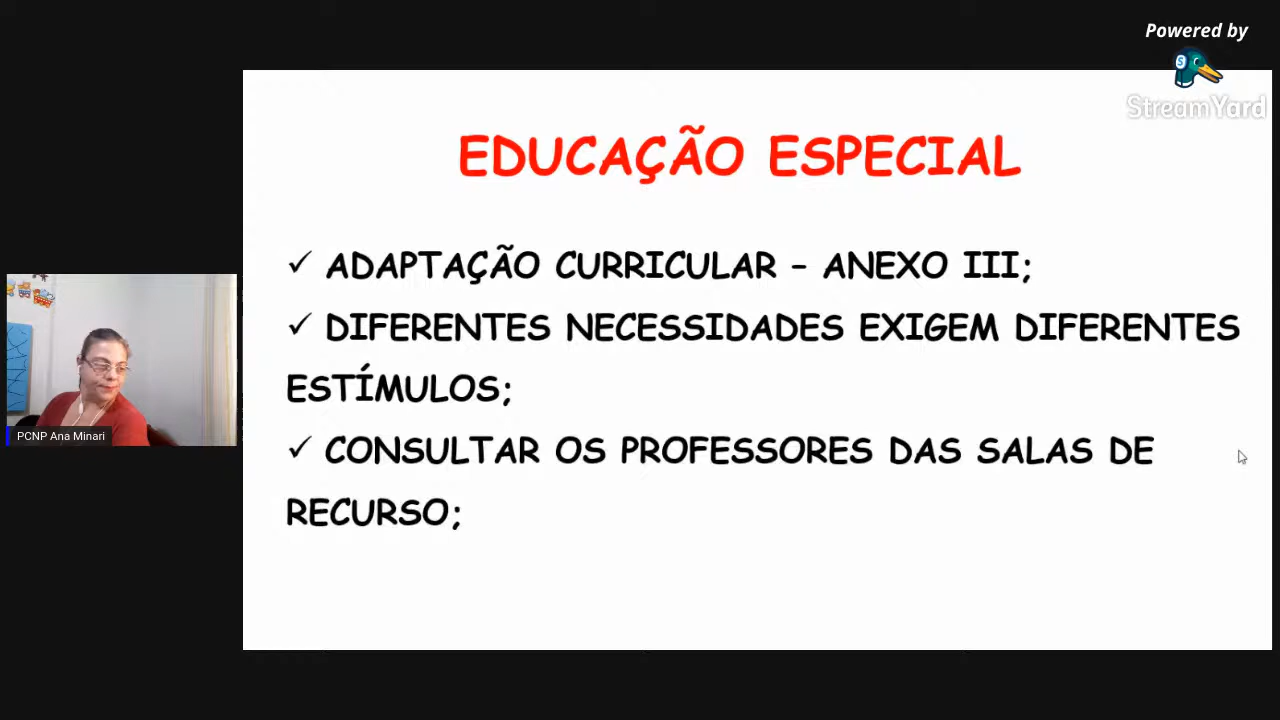 Powered by
StreamYard
EDUCAÇÃO ESPECIAL
✓ ADAPTAÇÃO CURRICULAR – ANEXO III;
✓ DIFERENTES NECESSIDADES EXIGEM DIFERENTES
ESTÍMULOS;
✓ CONSULTAR OS PROFESSORES DAS SALAS DE
RECURSO;
PCNP Ana Minari